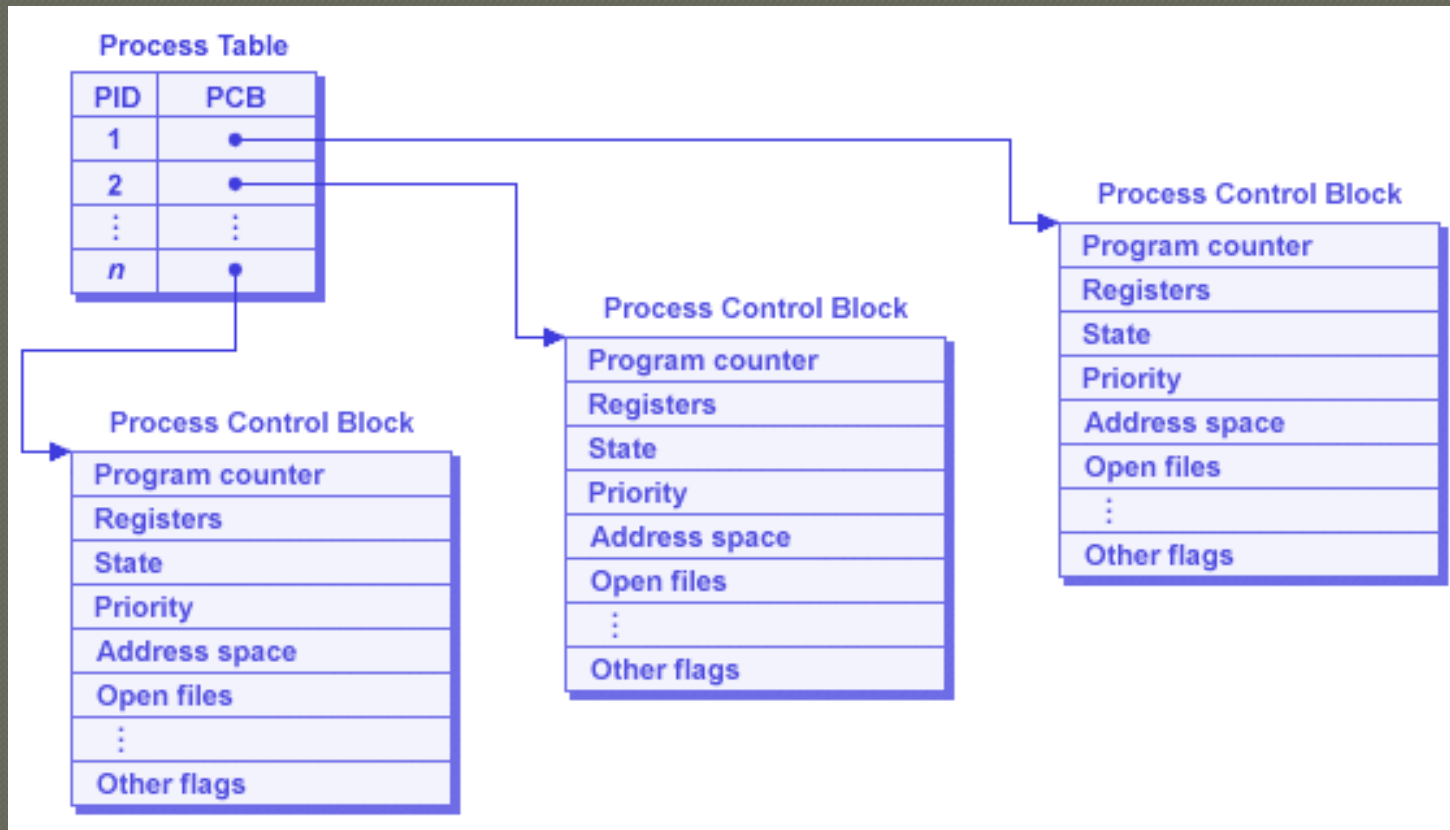 Process Table
PID PCB
1
2
⋮ ⋮
n
Process Control Block
Program counter
Registers
State
Priority
Address space
Open files
⋮
Other flags
Process Control Block
Program counter
Registers
State
Priority
Address space
Open files
⋮
Other flags
Process Control Block
Program counter
Registers
State
Priority
Address space
Open files
⋮
Other flags